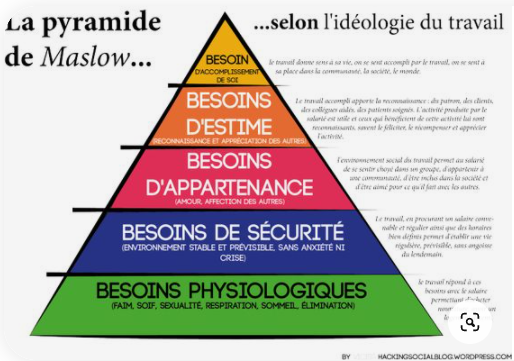 La pyramide
de Maslow...
...selon l'idéologie du travail
BESOIN
D'ACCOMPLISSEMENT
DE SOI
le travail donne sens à sa vie, on se sent accompli par le travail, on se sent à
sa place dans la communauté, la société, le monde.
BESOINS
D'ESTIME
(RECONNAISSANCE ET APPRÉCIATION DES AUTRES)
Le travail accompli apporte la reconnaissance : du patron, des clients,
des collègues aidés, des patients soignés. L'activité produite par le
salarié est utile et ceux qui bénéficient de cette activité lui sont
reconnaissants, savent le féliciter, le récompenser et apprécier
l'activité.
BESOINS
D'APPARTENANCE
(AMOUR, AFFECTION DES AUTRES)
l'environnement social du travail permet au salarié
de se sentir choyé dans un groupe, d'appartenir à
une communauté, d'être inclus dans la société et
d'être aimé pour ce qu'il fait avec les autres.
BESOINS DE SÉCURITÉ
(ENVIRONNEMENT STABLE ET PRÉVISIBLE, SANS ANXIÉTÉ NI
CRISE)
Le travail, en procurant un salaire conve-
nable et régulier ainsi que des horaires
bien définis permet d'établir une vie
régulière, prévisible, sans angoisse
du lendemain.
BESOINS PHYSIOLOGIQUES
(FAIM, SOIF, SEXUALITÉ, RESPIRATION, SOMMEIL, ÉLIMINATION)
le travail répond à ces
besoins avec le salaire
permettant d'acheter
BY HACKINGSOCIALBLOG.WORDPRESS.COM